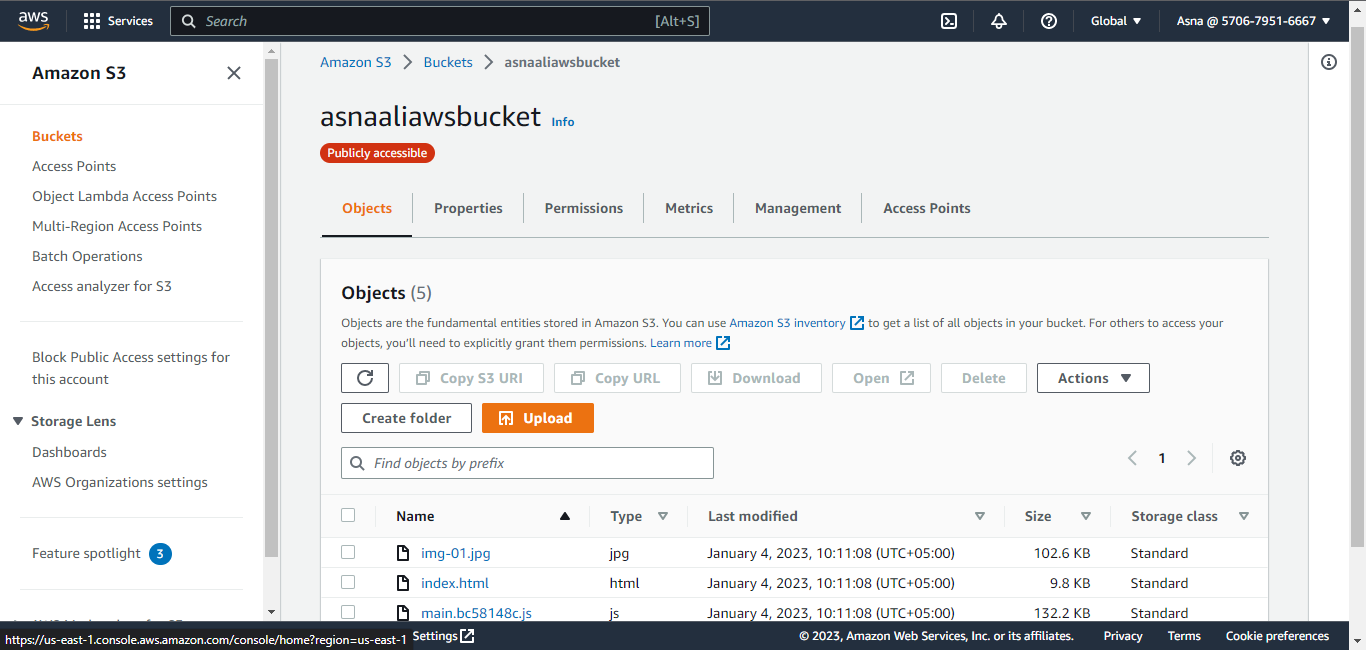 aws
Services
Search
[Alt+S]
Global
Asna @ 5706-7951-6667
Amazon S3
Buckets
Access Points
Object Lambda Access Points
Multi-Region Access Points
Batch Operations
Access analyzer for S3
Block Public Access settings for
this account
Storage Lens
Dashboards
AWS Organizations settings
Feature spotlight 3
Amazon S3 > Buckets > asnaaliawsbucket
asnaaliawsbucket Info
Publicly accessible
Objects Properties Permissions Metrics Management Access Points
Objects (5)
Objects are the fundamental entities stored in Amazon S3. You can use Amazon S3 inventory to get a list of all objects in your bucket. For others to access your
objects, you'll need to explicitly grant them permissions. Learn more
Copy S3 URI Copy URL Download Open Delete Actions
Create folder Upload
Find objects by prefix
1
Name Type Last modified Size Storage class
img-01.jpg jpg January 4, 2023, 10:11:08 (UTC+05:00) 102.6 KB Standard
index.html html January 4, 2023, 10:11:08 (UTC+05:00) 9.8 KB Standard
main.bc58148c.js js January 4, 2023, 10:11:08 (UTC+05:00) 132.2 KB Standard
https://us-east-1.console.aws.amazon.com/console/home?region=us-east-1
Settings
© 2023, Amazon Web Services, Inc. or its affiliates. Privacy Terms Cookie preferences